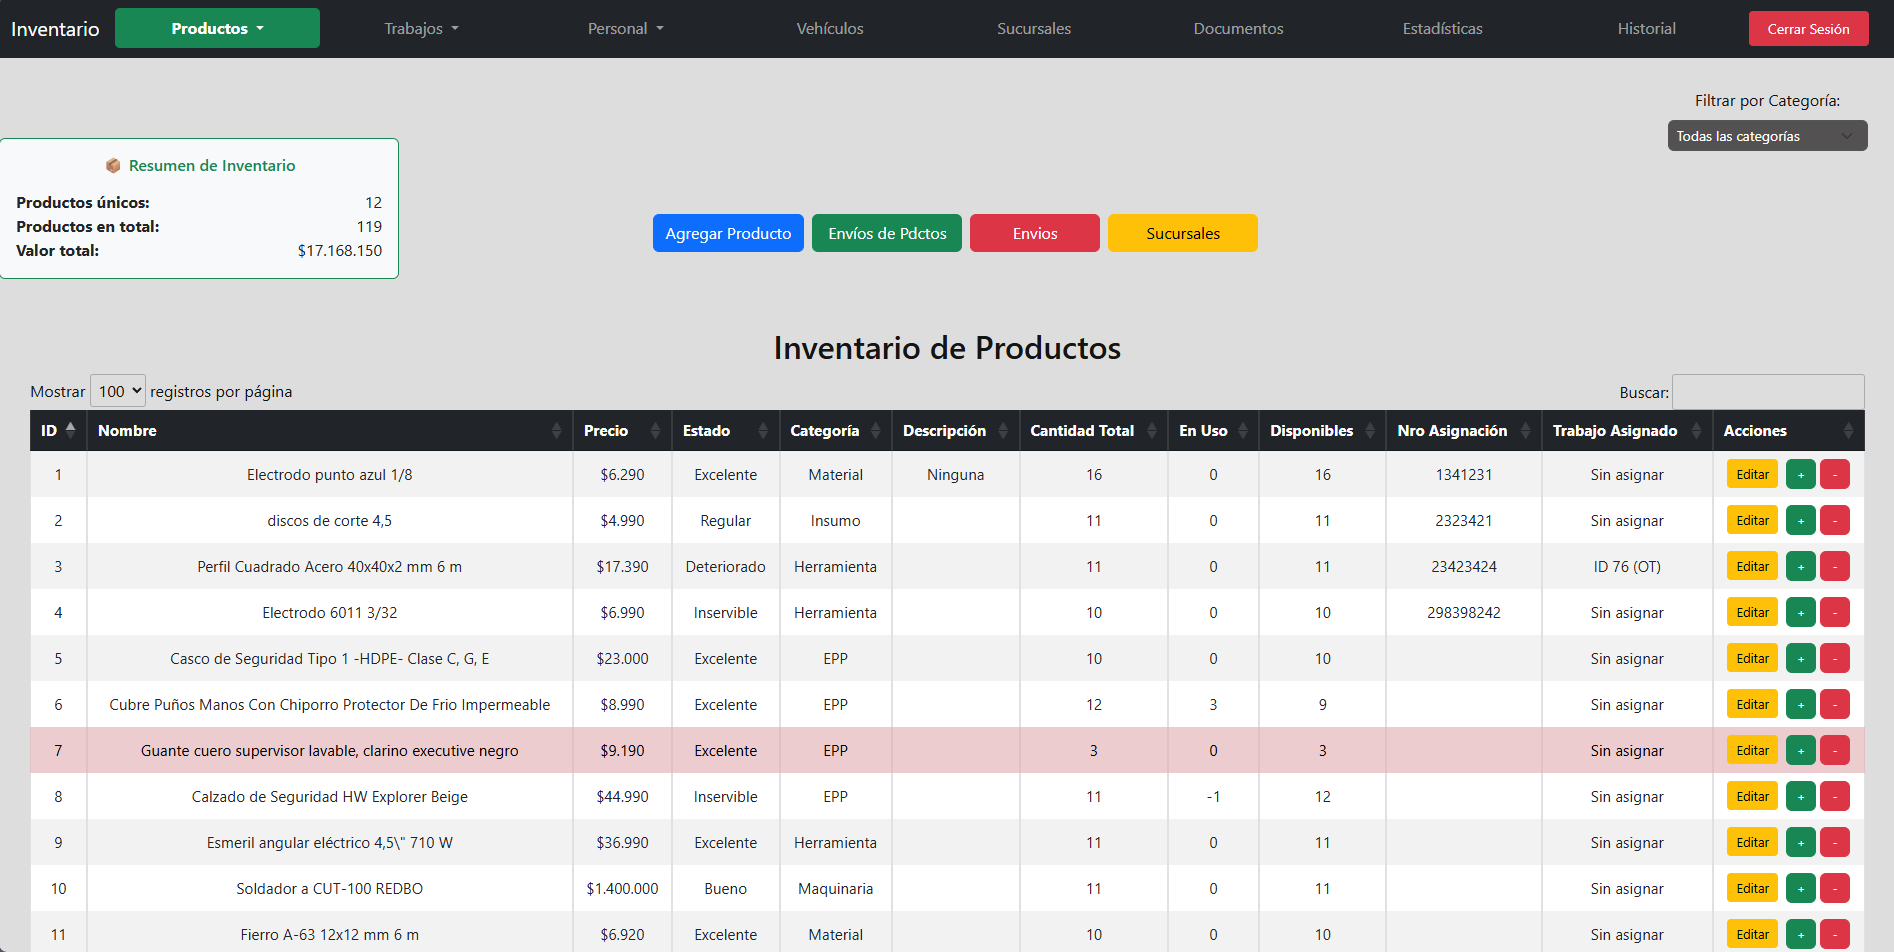 Inventario Productos Trabajos Personal Vehículos Sucursales Documentos Estadísticas Historial Cerrar Sesión
Filtrar por Categoría:
Todas las categorías
📦 Resumen de Inventario
Productos únicos: 12
Productos en total: 119
Valor total: $17.168.150
Agregar Producto Envíos de Pdctos Envios Sucursales
Inventario de Productos
Mostrar 100 registros por página Buscar:
ID Nombre Precio Estado Categoría Descripción Cantidad Total En Uso Disponibles Nro Asignación Trabajo Asignado Acciones
1 Electrodo punto azul 1/8 $6.290 Excelente Material Ninguna 16 0 16 1341231 Sin asignar Editar + -
2 discos de corte 4,5 $4.990 Regular Insumo 11 0 11 2323421 Sin asignar Editar + -
3 Perfil Cuadrado Acero 40x40x2 mm 6 m $17.390 Deteriorado Herramienta 11 0 11 23423424 ID 76 (OT) Editar + -
4 Electrodo 6011 3/32 $6.990 Inservible Herramienta 10 0 10 298398242 Sin asignar Editar + -
5 Casco de Seguridad Tipo 1 -HDPE- Clase C, G, E $23.000 Excelente EPP 10 0 10 Sin asignar Editar + -
6 Cubre Puños Manos Con Chiporro Protector De Frio Impermeable $8.990 Excelente EPP 12 3 9 Sin asignar Editar + -
7 Guante cuero supervisor lavable, clarino executive negro $9.190 Excelente EPP 3 0 3 Sin asignar Editar + -
8 Calzado de Seguridad HW Explorer Beige $44.990 Inservible EPP 11 -1 12 Sin asignar Editar + -
9 Esmeril angular eléctrico 4,5\" 710 W $36.990 Excelente Herramienta 11 0 11 Sin asignar Editar + -
10 Soldador a CUT-100 REDBO $1.400.000 Bueno Maquinaria 11 0 11 Sin asignar Editar + -
11 Fierro A-63 12x12 mm 6 m $6.920 Excelente Material 10 0 10 Sin asignar Editar + -